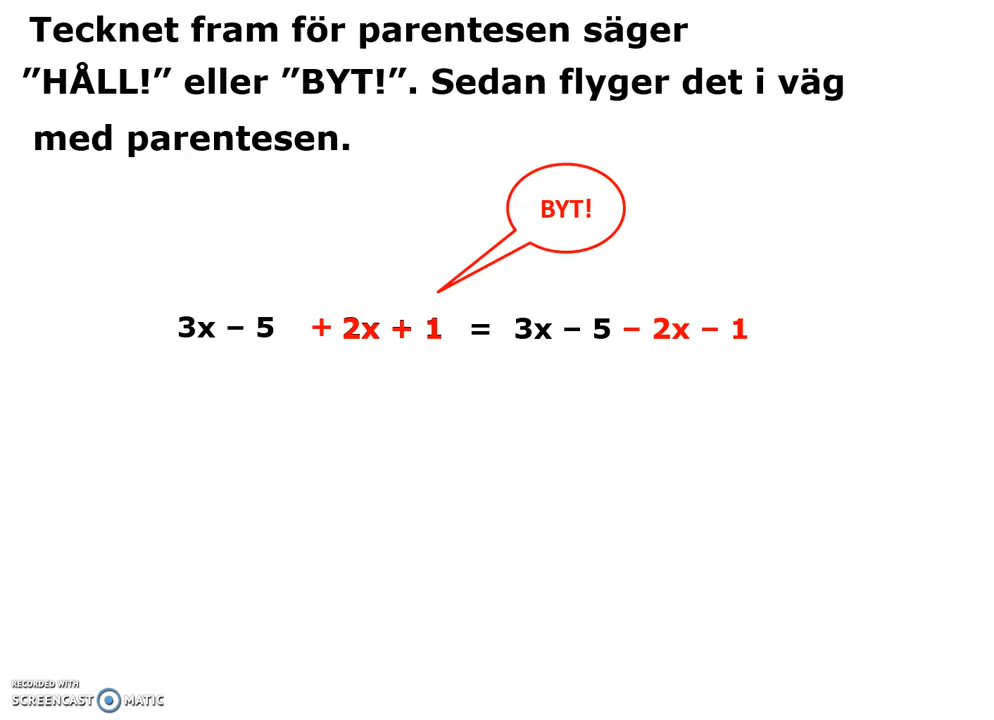 Tecknet fram för parentesen säger
”HÅLL!” eller ”BYT!”. Sedan flyger det i väg
med parentesen.
BYT!
3x – 5 + 2x + 1 = 3x – 5 – 2x – 1
RECORDED WITH
SCREENCAST MATIC